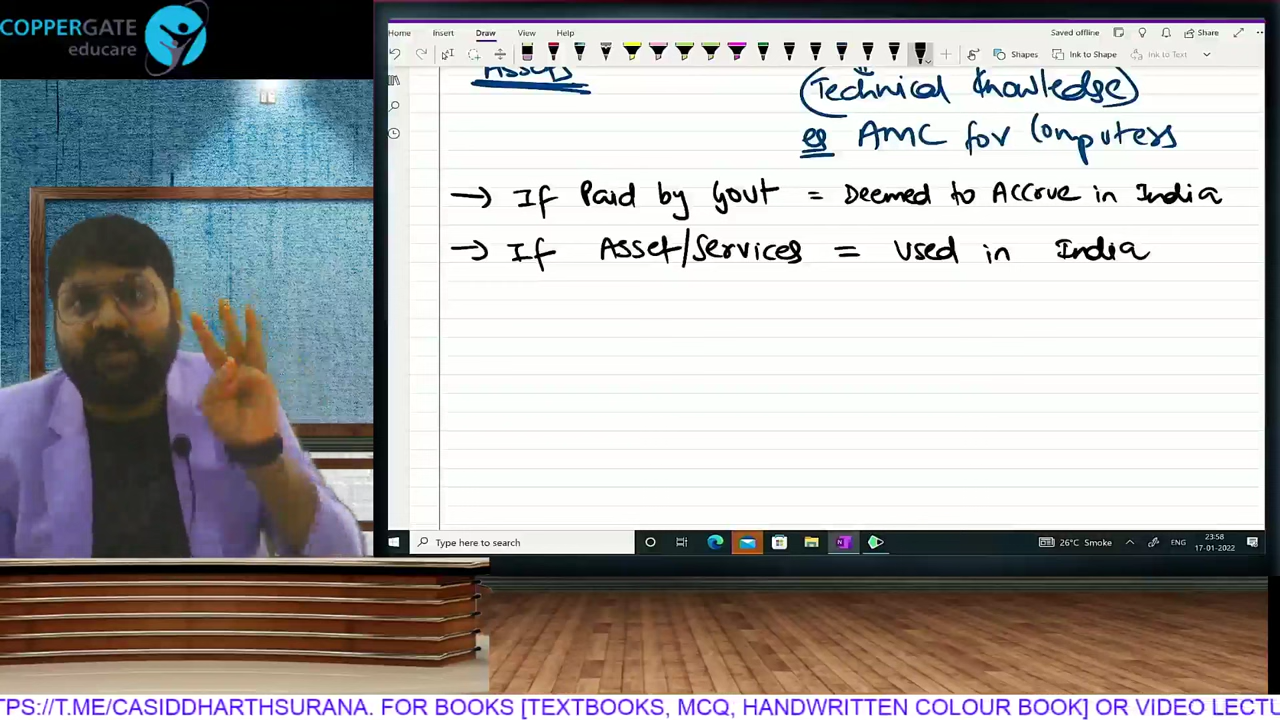 COPPERGATE
educare
Home Insert Draw View Help
Saved offline
Share
Shapes
Ink to Shape
Ink to Text
Assets
(Technical Knowledge)
eg AMC for Computers
→ If Paid by Govt = Deemed to Accrue in India
→ If Asset/Services = Used in India
Type here to search
26°C Smoke
ENG
23:58
17-01-2022
TPS://T.ME/CASIDDHARTHSURANA. FOR BOOKS [TEXTBOOKS, MCQ, HANDWRITTEN COLOUR BOOK] OR VIDEO LECTU